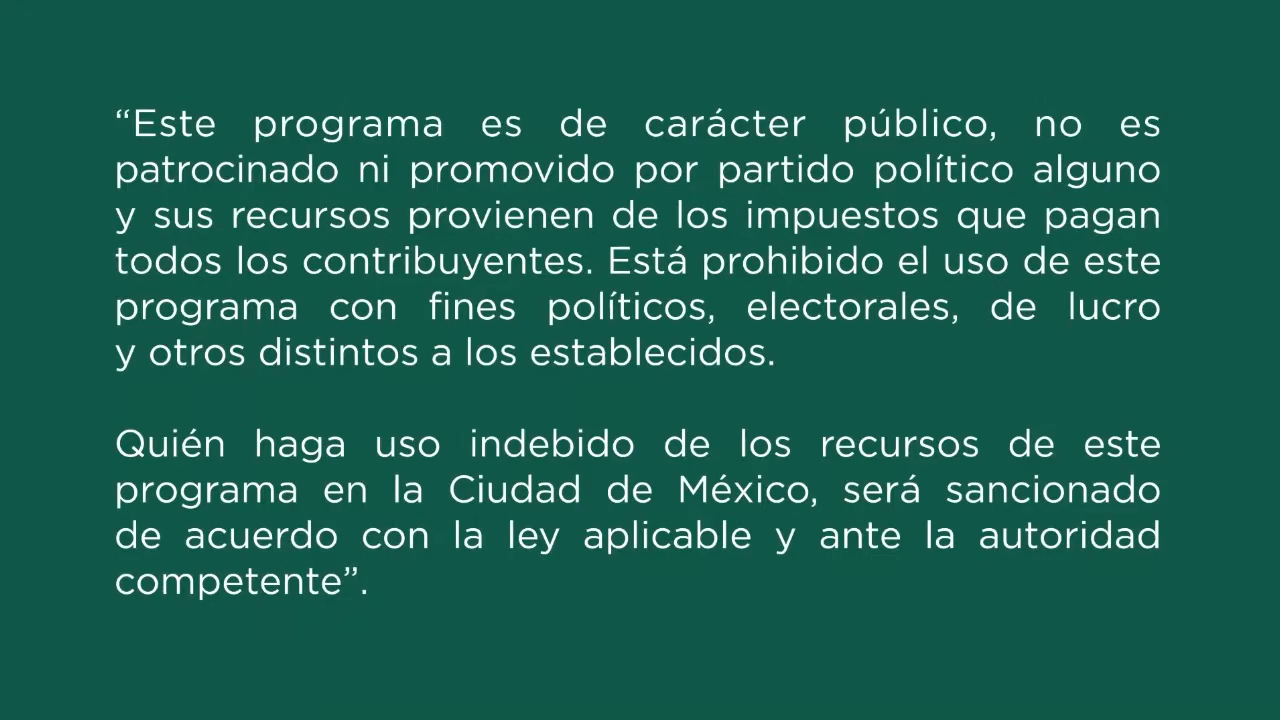 “Este programa es de carácter público, no es
patrocinado ni promovido por partido político alguno
y sus recursos provienen de los impuestos que pagan
todos los contribuyentes. Está prohibido el uso de este
programa con fines políticos, electorales, de lucro
y otros distintos a los establecidos.
Quién haga uso indebido de los recursos de este
programa en la Ciudad de México, será sancionado
de acuerdo con la ley aplicable y ante la autoridad
competente”.